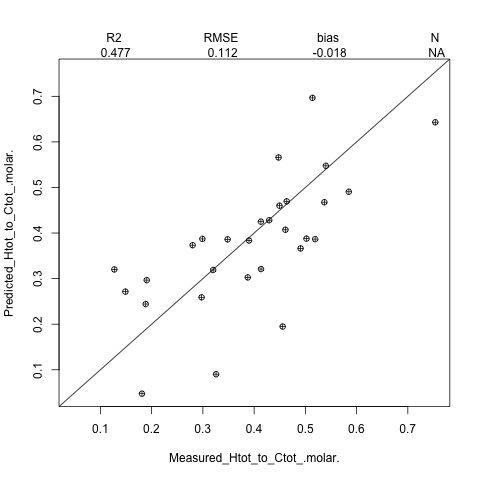 R2 RMSE bias N
0.477 0.112 -0.018 NA
0.7
0.6
0.5
0.4
0.3
0.2
0.1
Predicted_Htot_to_Ctot_.molar.
0.1 0.2 0.3 0.4 0.5 0.6 0.7
Measured_Htot_to_Ctot_.molar.